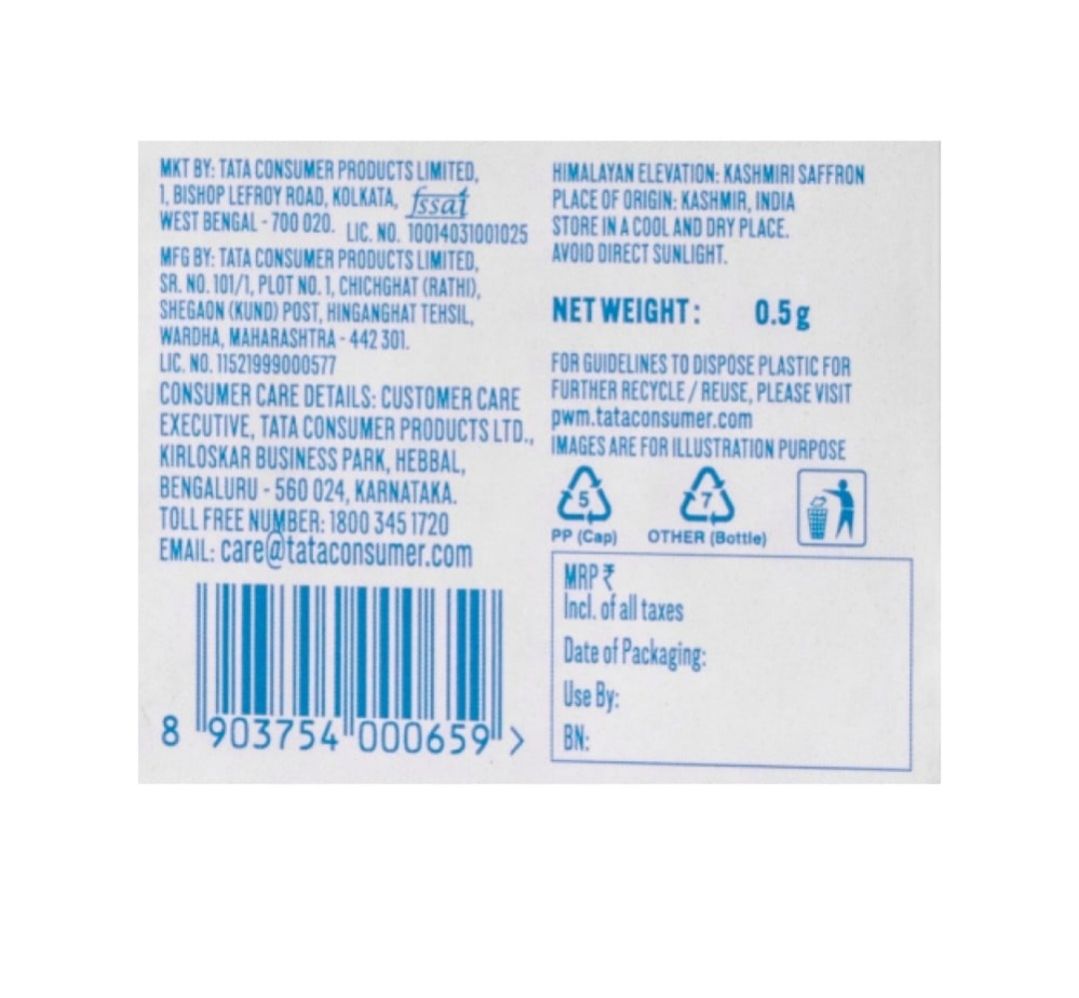 MKT BY: TATA CONSUMER PRODUCTS LIMITED,
1, BISHOP LEFROY ROAD, KOLKATA,
fssai
WEST BENGAL - 700 020.
LIC. NO. 10014031001025
MFG BY: TATA CONSUMER PRODUCTS LIMITED,
SR. NO. 101/1, PLOT NO. 1, CHICHGHAT (RATHI),
SHEGAON (KUND) POST, HINGANGHAT TEHSIL,
WARDHA, MAHARASHTRA - 442 301.
LIC. NO. 11521999000577
CONSUMER CARE DETAILS: CUSTOMER CARE
EXECUTIVE, TATA CONSUMER PRODUCTS LTD.,
KIRLOSKAR BUSINESS PARK, HEBBAL,
BENGALURU - 560 024, KARNATAKA.
TOLL FREE NUMBER: 1800 345 1720
EMAIL: care@tataconsumer.com
8 903754 000659 >
HIMALAYAN ELEVATION: KASHMIRI SAFFRON
PLACE OF ORIGIN: KASHMIR, INDIA
STORE IN A COOL AND DRY PLACE.
AVOID DIRECT SUNLIGHT.
NET WEIGHT: 0.5 g
FOR GUIDELINES TO DISPOSE PLASTIC FOR
FURTHER RECYCLE / REUSE, PLEASE VISIT
pwm.tataconsumer.com
IMAGES ARE FOR ILLUSTRATION PURPOSE
5 7
PP (Cap) OTHER (Bottle)
MRP ₹
Incl. of all taxes
Date of Packaging:
Use By:
BN: